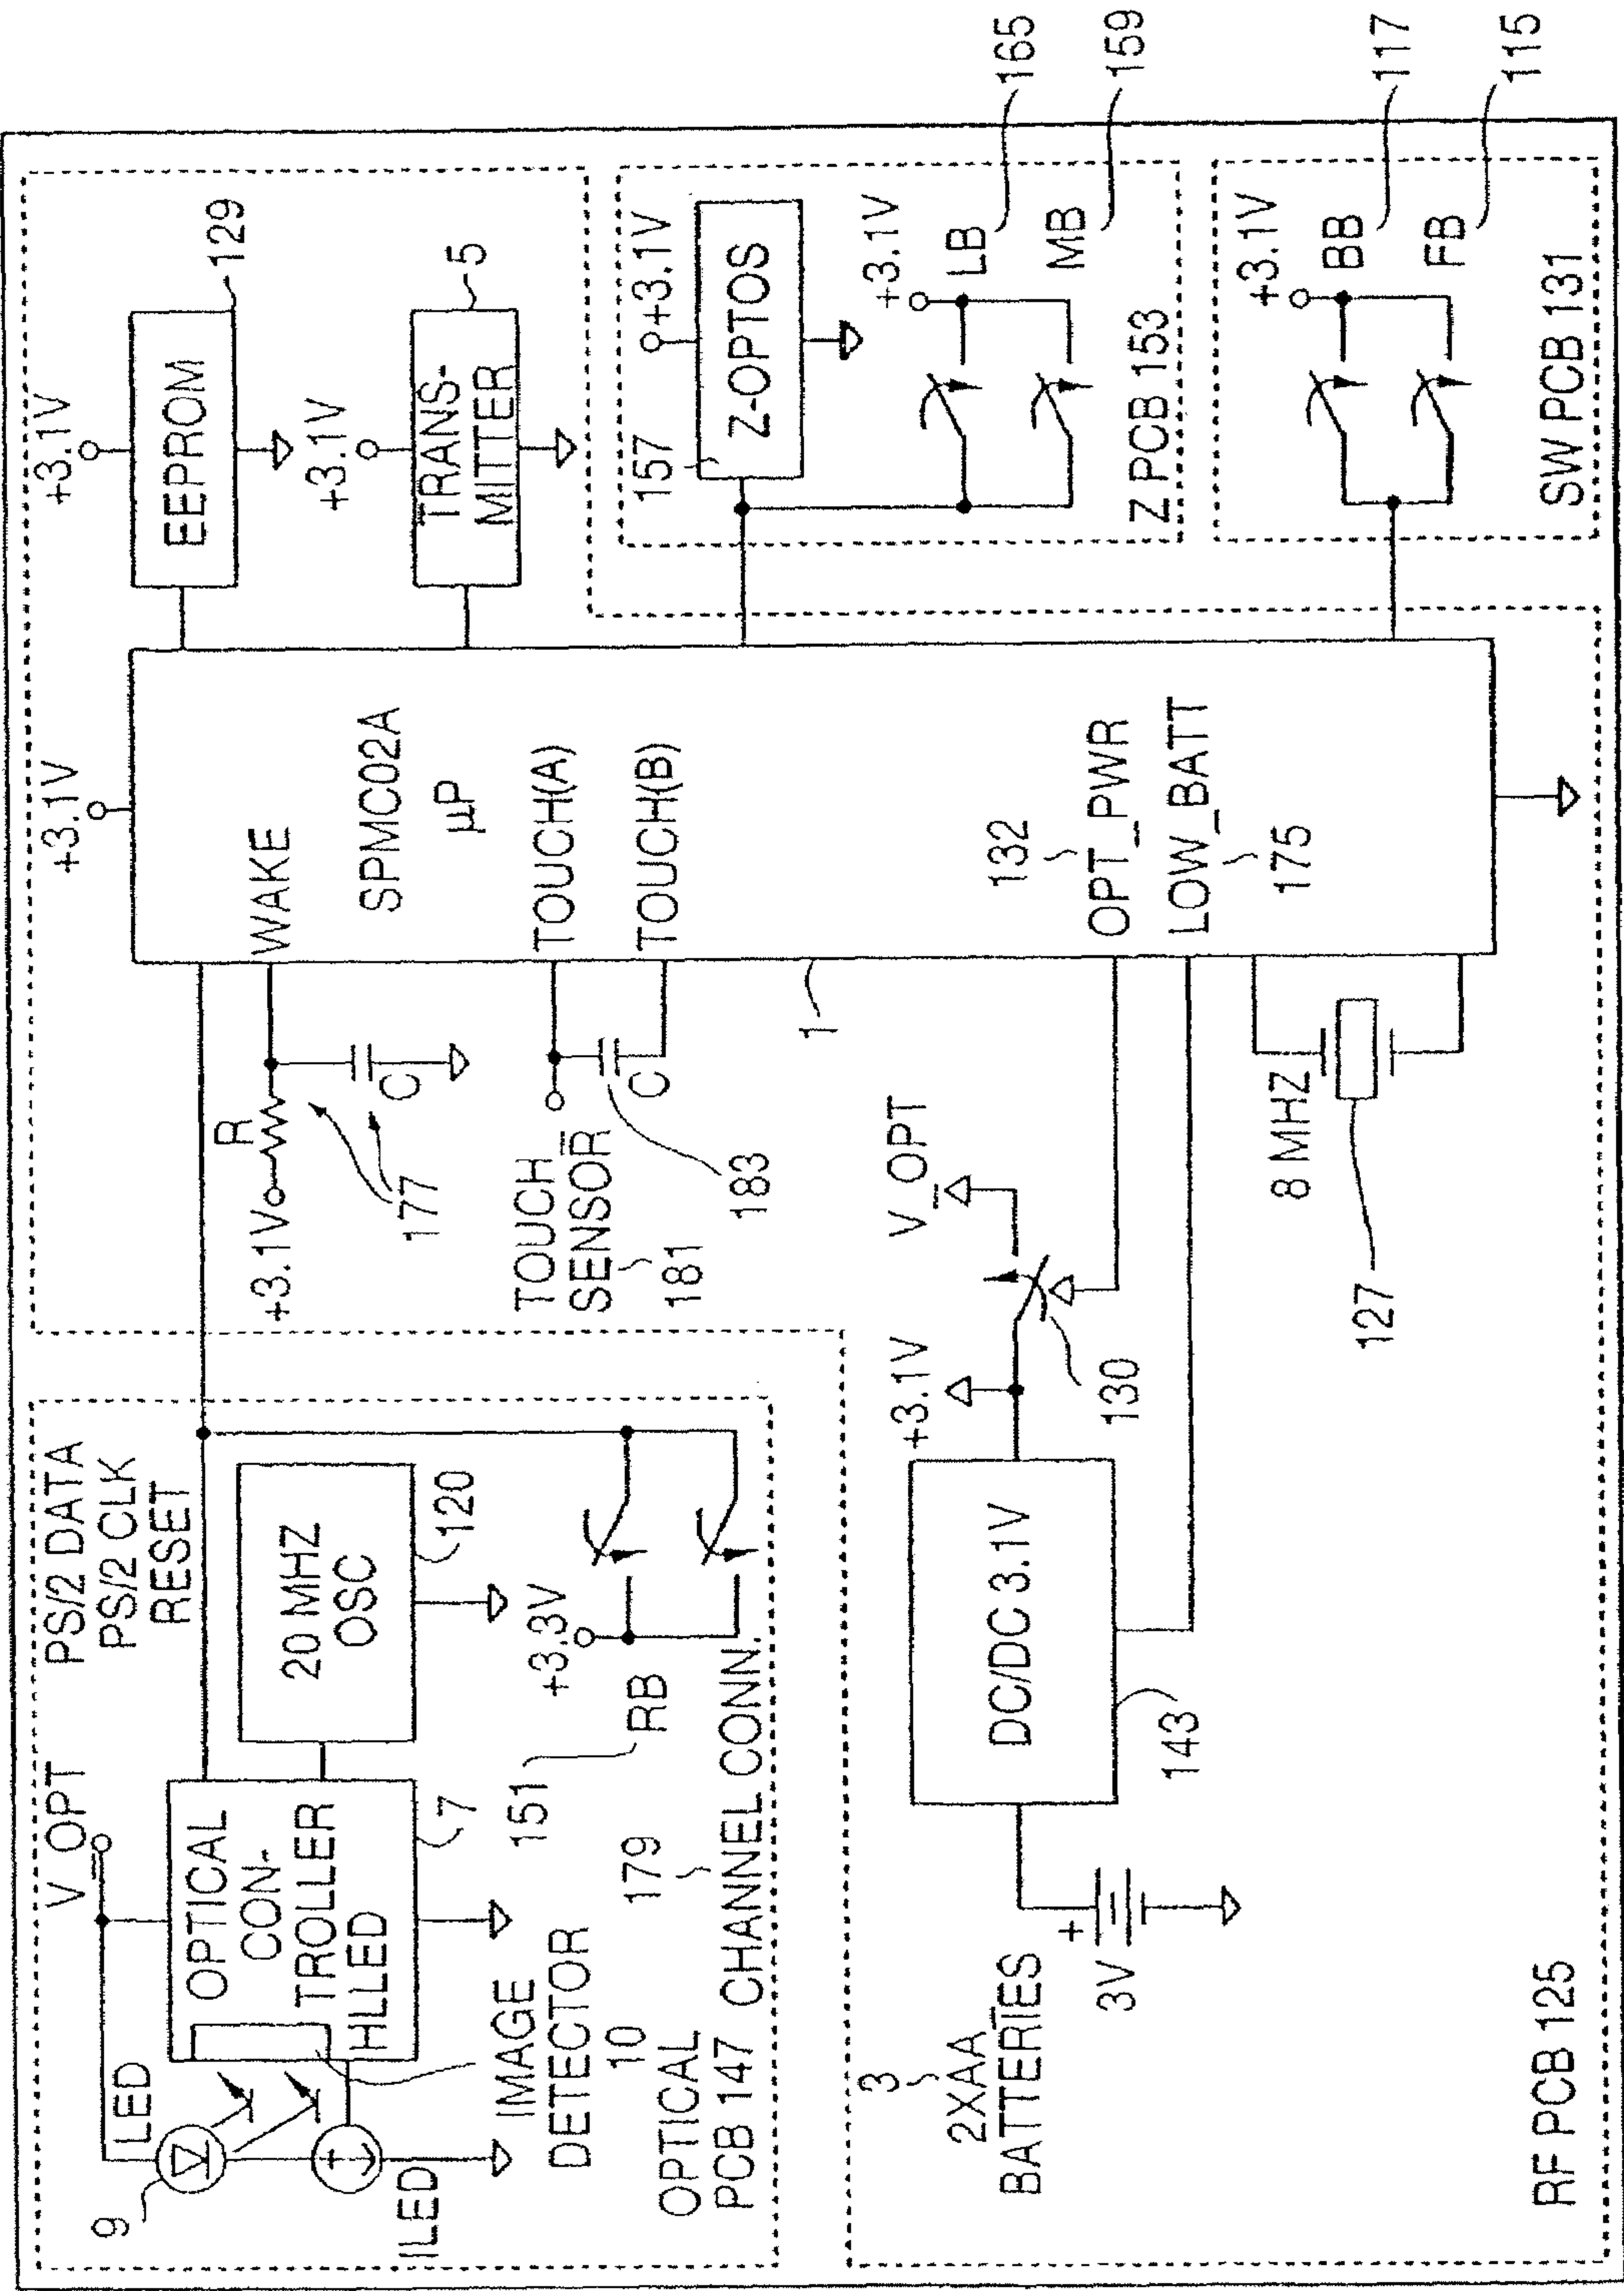 PS/2 DATA
PS/2 CLK
RESET
V_OPT
LED
9
OPTICAL
CON-
TROLLER
HLLED
7
20 MHZ
OSC
120
ILED
IMAGE
DETECTOR
10
+3.3V
151
RB
179
CHANNEL CONN.
OPTICAL
PCB 147
+3.1V
WAKE
SPMC02A
µP
TOUCH(A)
TOUCH(B)
R
+3.1V
C
177
TOUCH
SENSOR
181
C
183
1
132
OPT_PWR
LOW_BATT
175
+3.1V
EEPROM
129
+3.1V
TRANS-
MITTER
5
157
+3.1V
Z-OPTOS
+3.1V
LB
165
MB
159
Z PCB 153
+3.1V
BB
117
FB
115
SW PCB 131
V_OPT
+3.1V
130
DC/DC 3.1V
143
8 MHZ
127
3
2XAA
BATTERIES
+
3V
RF PCB 125